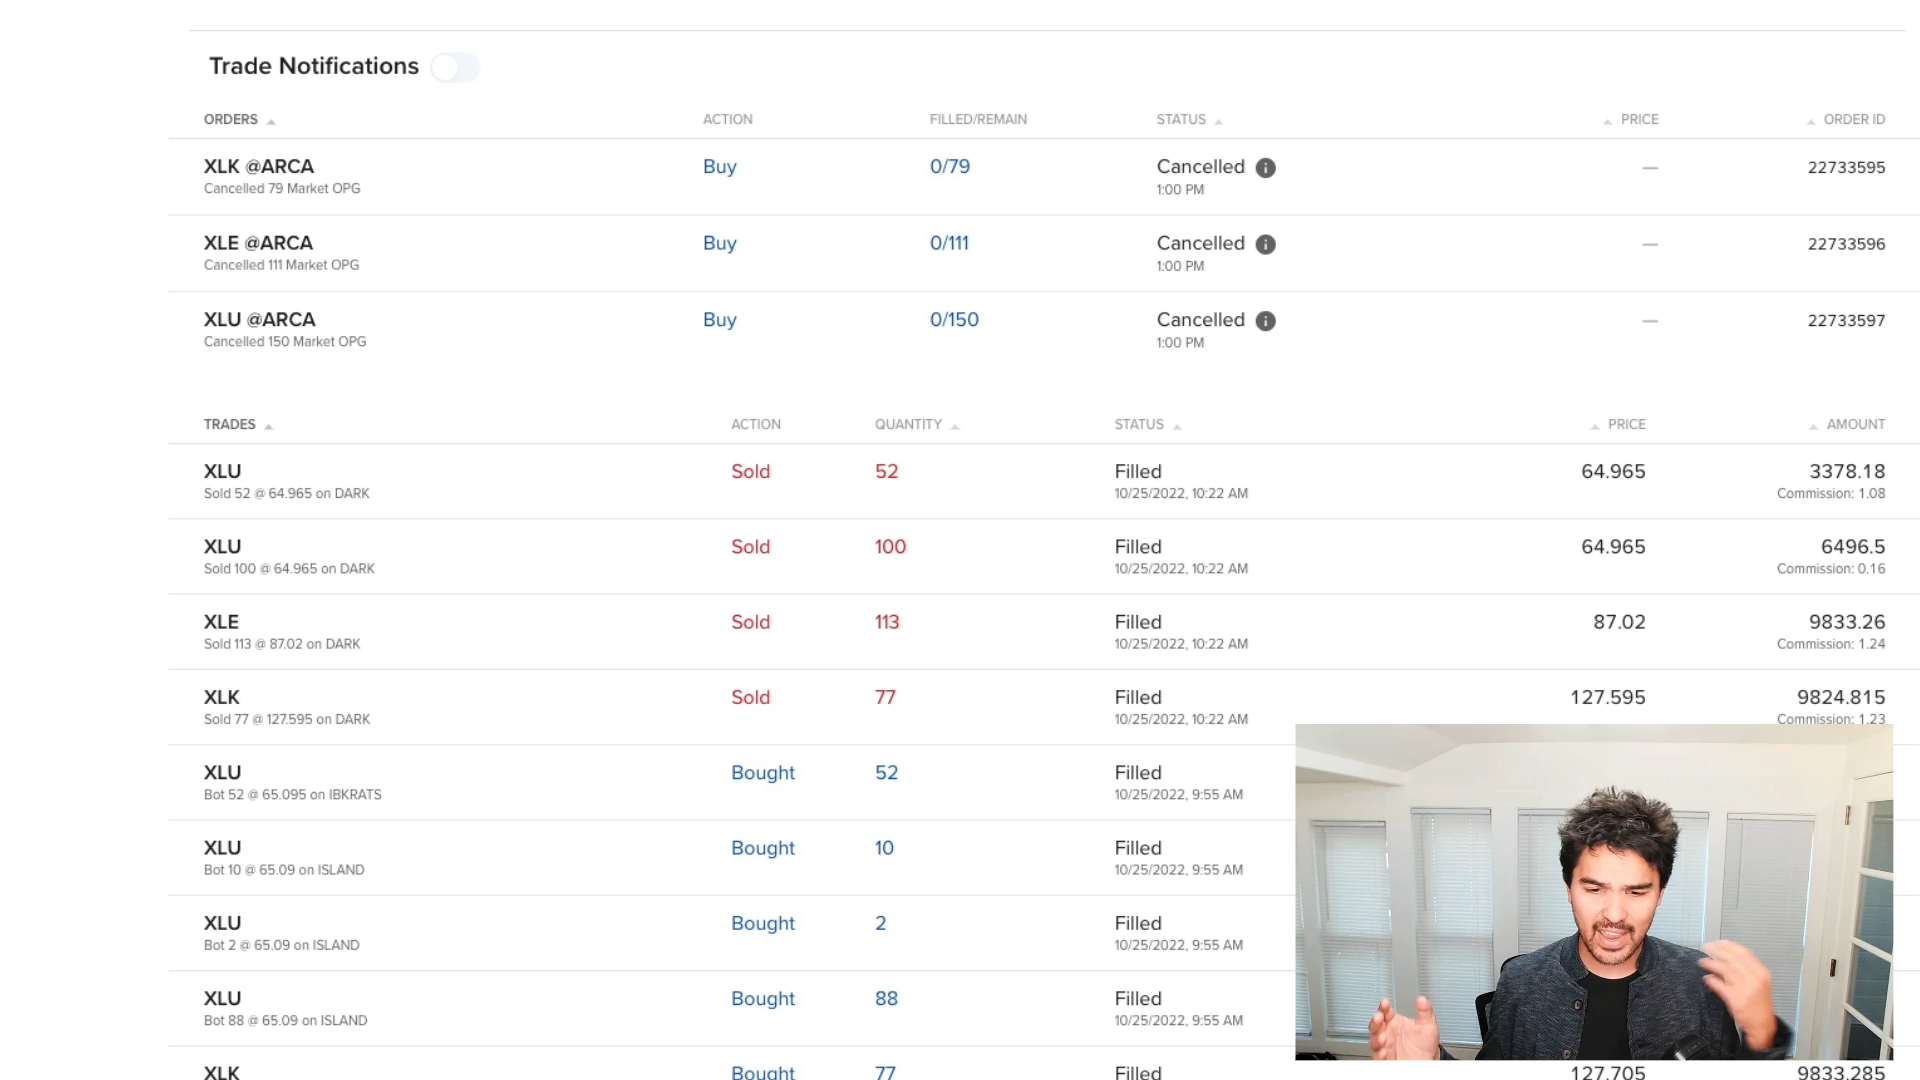 Trade Notifications
ORDERS ACTION FILLED/REMAIN STATUS PRICE ORDER ID
XLK @ARCA Buy 0/79 Cancelled — 22733595
Cancelled 79 Market OPG 1:00 PM
XLE @ARCA Buy 0/111 Cancelled — 22733596
Cancelled 111 Market OPG 1:00 PM
XLU @ARCA Buy 0/150 Cancelled — 22733597
Cancelled 150 Market OPG 1:00 PM
TRADES ACTION QUANTITY STATUS PRICE AMOUNT
XLU Sold 52 Filled 64.965 3378.18
Sold 52 @ 64.965 on DARK 10/25/2022, 10:22 AM Commission: 1.08
XLU Sold 100 Filled 64.965 6496.5
Sold 100 @ 64.965 on DARK 10/25/2022, 10:22 AM Commission: 0.16
XLE Sold 113 Filled 87.02 9833.26
Sold 113 @ 87.02 on DARK 10/25/2022, 10:22 AM Commission: 1.24
XLK Sold 77 Filled 127.595 9824.815
Sold 77 @ 127.595 on DARK 10/25/2022, 10:22 AM Commission: 1.23
XLU Bought 52 Filled
Bot 52 @ 65.095 on IBKRATS 10/25/2022, 9:55 AM
XLU Bought 10 Filled
Bot 10 @ 65.09 on ISLAND 10/25/2022, 9:55 AM
XLU Bought 2 Filled
Bot 2 @ 65.09 on ISLAND 10/25/2022, 9:55 AM
XLU Bought 88 Filled
Bot 88 @ 65.09 on ISLAND 10/25/2022, 9:55 AM
XLK Bought 77 Filled 127.705 9833.285